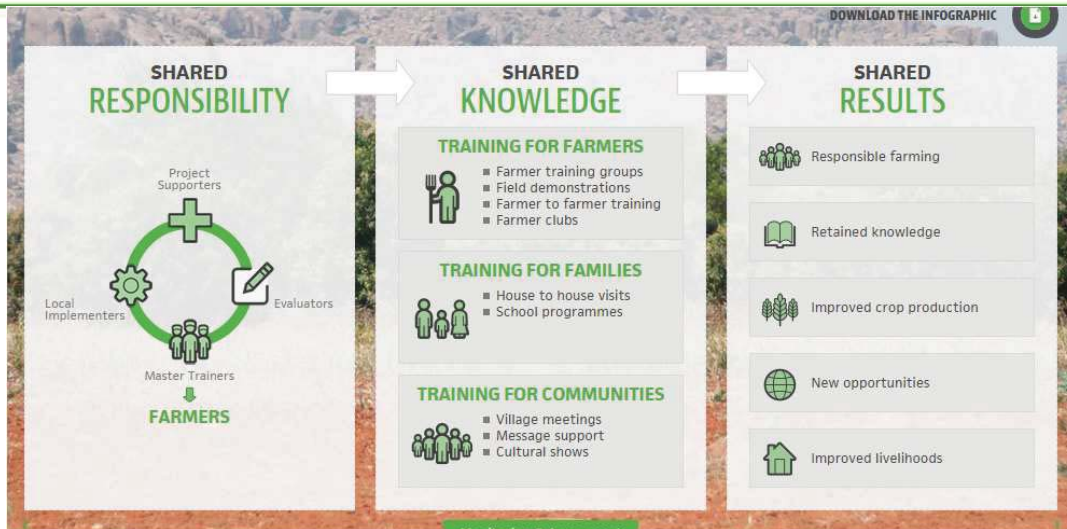 DOWNLOAD THE INFOGRAPHIC
SHARED
RESPONSIBILITY
Project
Supporters
Local
Implementers
Evaluators
Master Trainers
FARMERS
SHARED
KNOWLEDGE
TRAINING FOR FARMERS
Farmer training groups
Field demonstrations
Farmer to farmer training
Farmer clubs
TRAINING FOR FAMILIES
House to house visits
School programmes
TRAINING FOR COMMUNITIES
Village meetings
Message support
Cultural shows
SHARED
RESULTS
Responsible farming
Retained knowledge
Improved crop production
New opportunities
Improved livelihoods